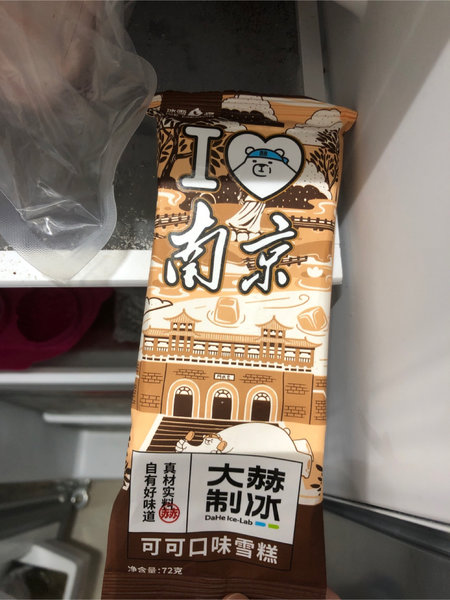 I
南京
真材实料
自有好味道
大赫
制冰
DaHe Ice-Lab
可可口味雪糕
净含量:72克